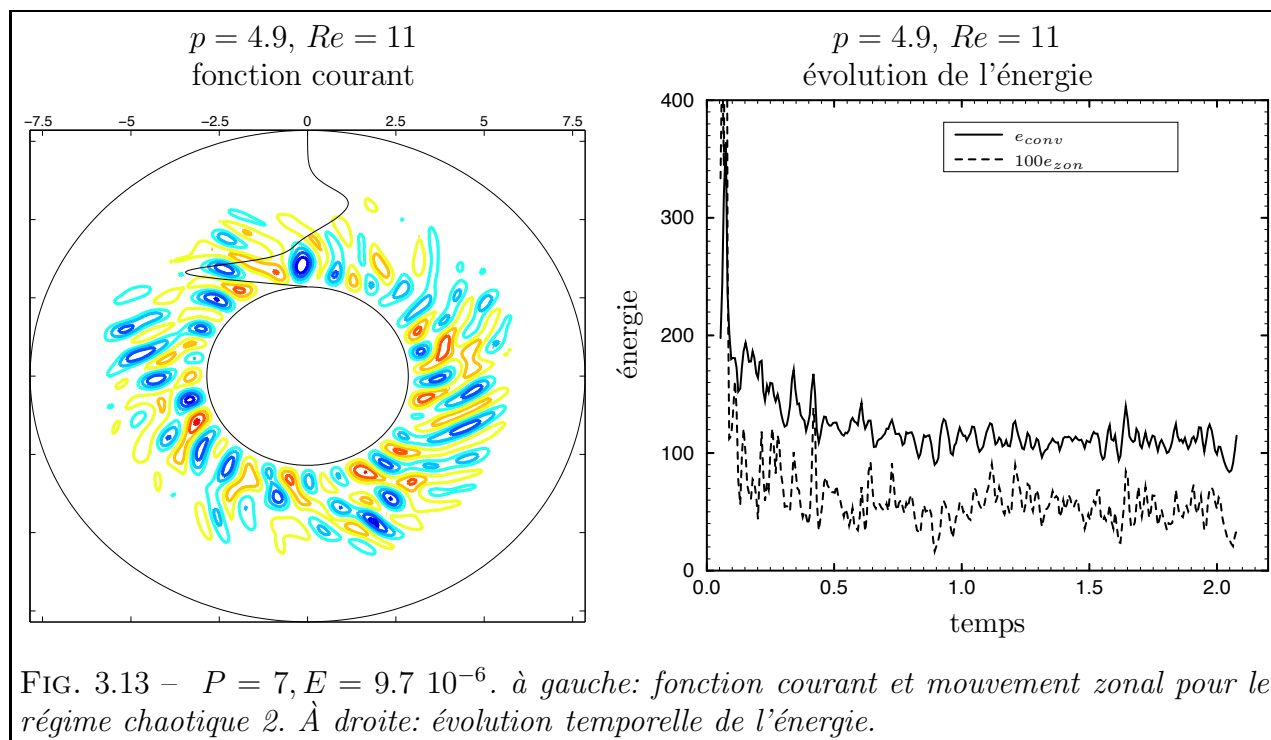 p = 4.9, Re = 11
fonction courant
−7.5 −5 −2.5 0 2.5 5 7.5
p = 4.9, Re = 11
évolution de l'énergie
400
300
200
100
0
énergie
e_conv
100e_zon
0.0 0.5 1.0 1.5 2.0
temps
FIG. 3.13 – P = 7, E = 9.7 10^−6. à gauche: fonction courant et mouvement zonal pour le
régime chaotique 2. À droite: évolution temporelle de l'énergie.